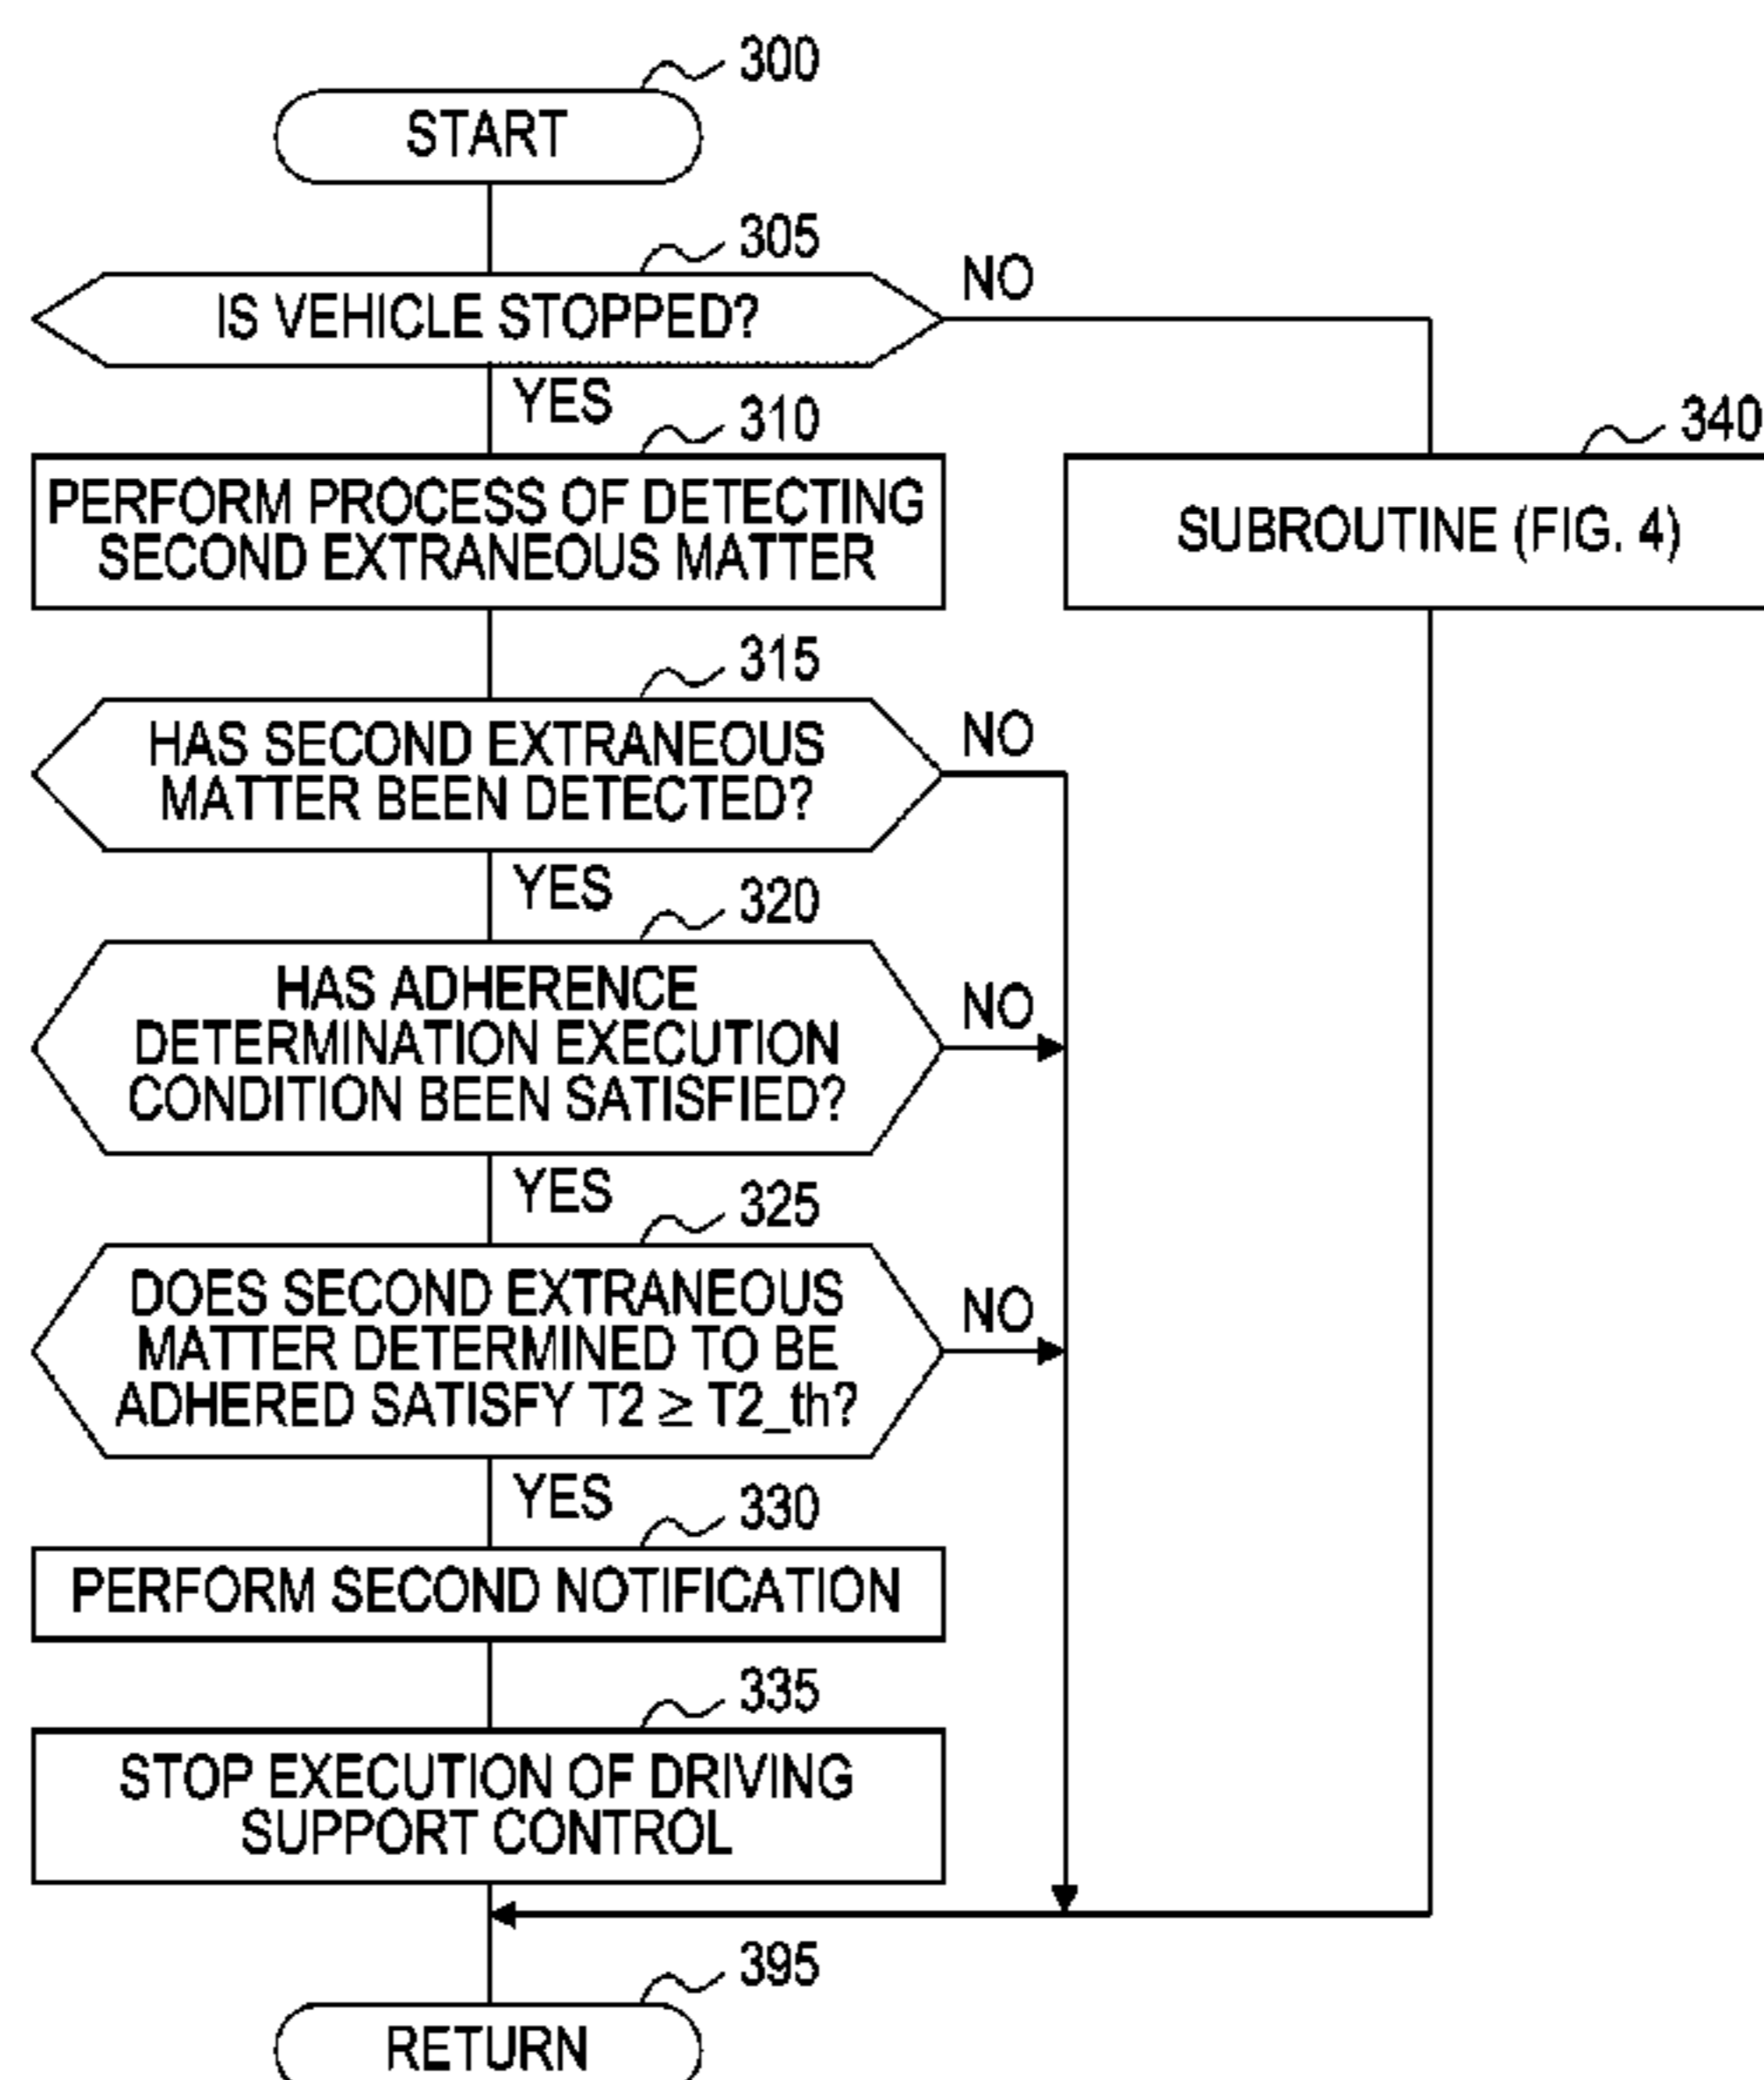 300
START
305
IS VEHICLE STOPPED?
NO
YES
310
PERFORM PROCESS OF DETECTING
SECOND EXTRANEOUS MATTER
340
SUBROUTINE (FIG. 4)
315
HAS SECOND EXTRANEOUS
MATTER BEEN DETECTED?
NO
YES
320
HAS ADHERENCE
DETERMINATION EXECUTION
CONDITION BEEN SATISFIED?
NO
YES
325
DOES SECOND EXTRANEOUS
MATTER DETERMINED TO BE
ADHERED SATISFY T2 ≥ T2_th?
NO
YES
330
PERFORM SECOND NOTIFICATION
335
STOP EXECUTION OF DRIVING
SUPPORT CONTROL
395
RETURN